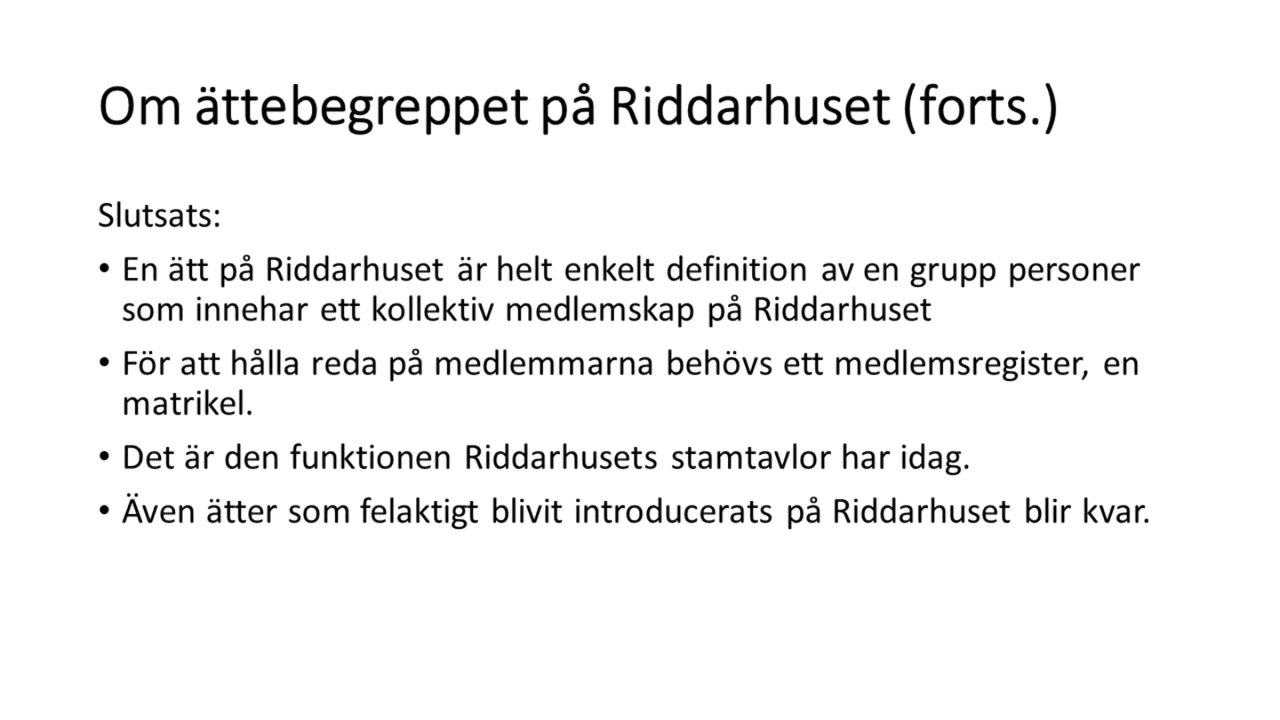 Om ättebegreppet på Riddarhuset (forts.)
Slutsats:
• En ätt på Riddarhuset är helt enkelt definition av en grupp personer
som innehar ett kollektiv medlemskap på Riddarhuset
• För att hålla reda på medlemmarna behövs ett medlemsregister, en
matrikel.
• Det är den funktionen Riddarhusets stamtavlor har idag.
• Även ätter som felaktigt blivit introducerats på Riddarhuset blir kvar.